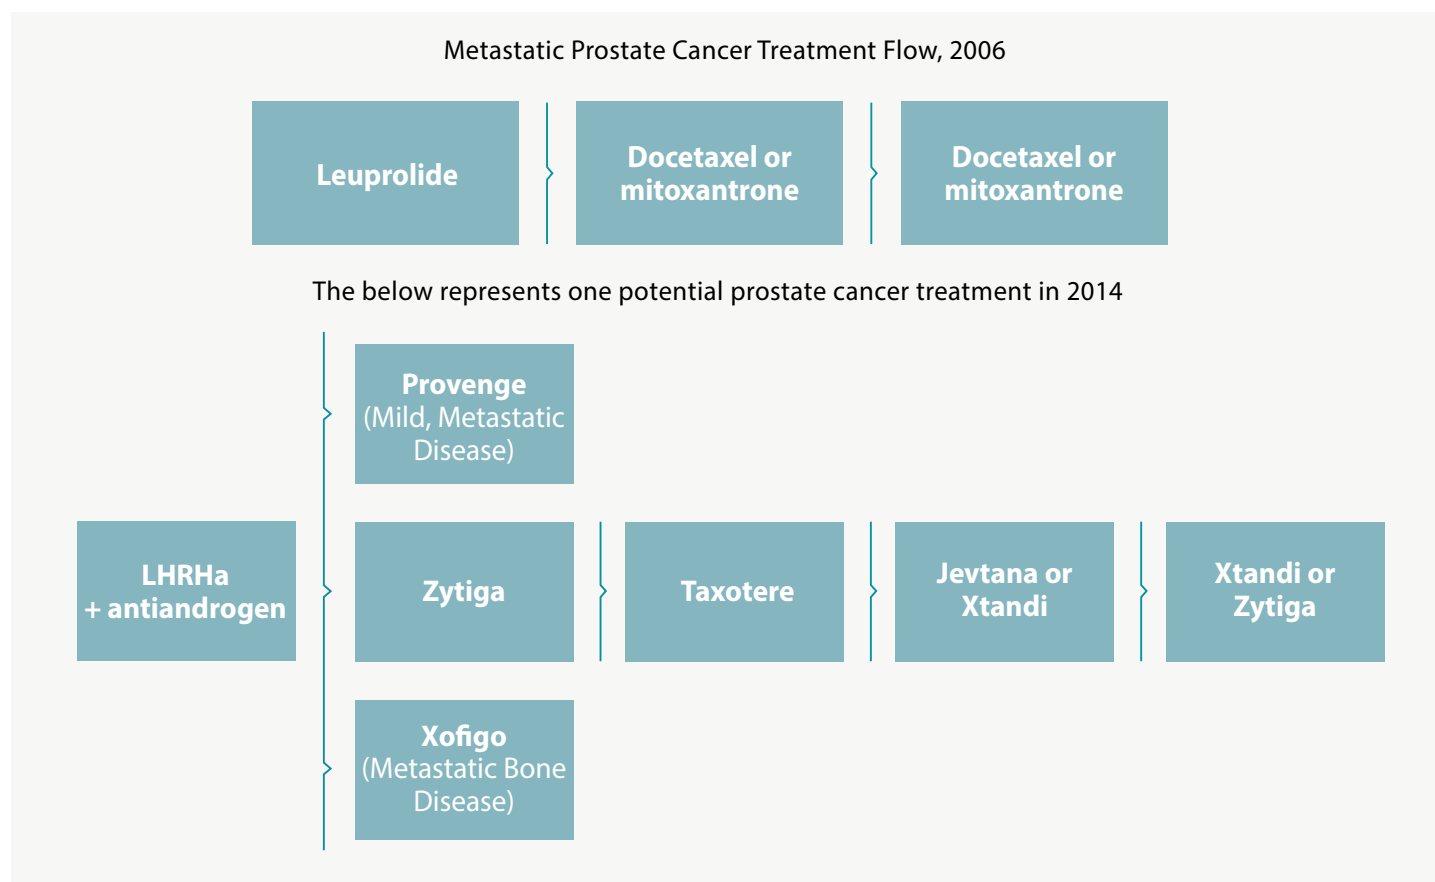 Metastatic Prostate Cancer Treatment Flow, 2006
Leuprolide
Docetaxel or
mitoxantrone
Docetaxel or
mitoxantrone
The below represents one potential prostate cancer treatment in 2014
LHRHa
+ antiandrogen
Provenge
(Mild, Metastatic
Disease)
Zytiga
Taxotere
Jevtana or
Xtandi
Xtandi or
Zytiga
Xofigo
(Metastatic Bone
Disease)